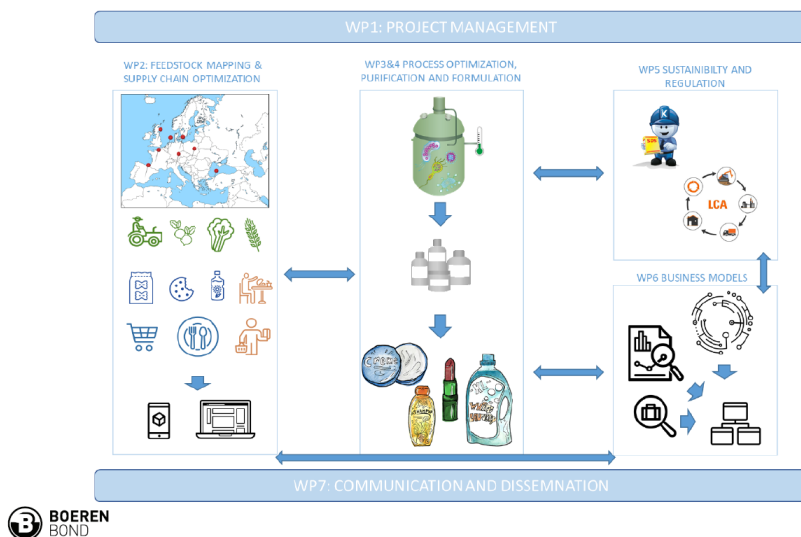 WP1: PROJECT MANAGEMENT
WP2: FEEDSTOCK MAPPING &
SUPPLY CHAIN OPTIMIZATION
WP3&4 PROCESS OPTIMIZATION,
PURIFICATION AND FORMULATION
WP5 SUSTAINIBILTY AND
REGULATION
K
LCA
WP6 BUSINESS MODELS
WP7: COMMUNICATION AND DISSEMNATION
B
BOEREN
BOND